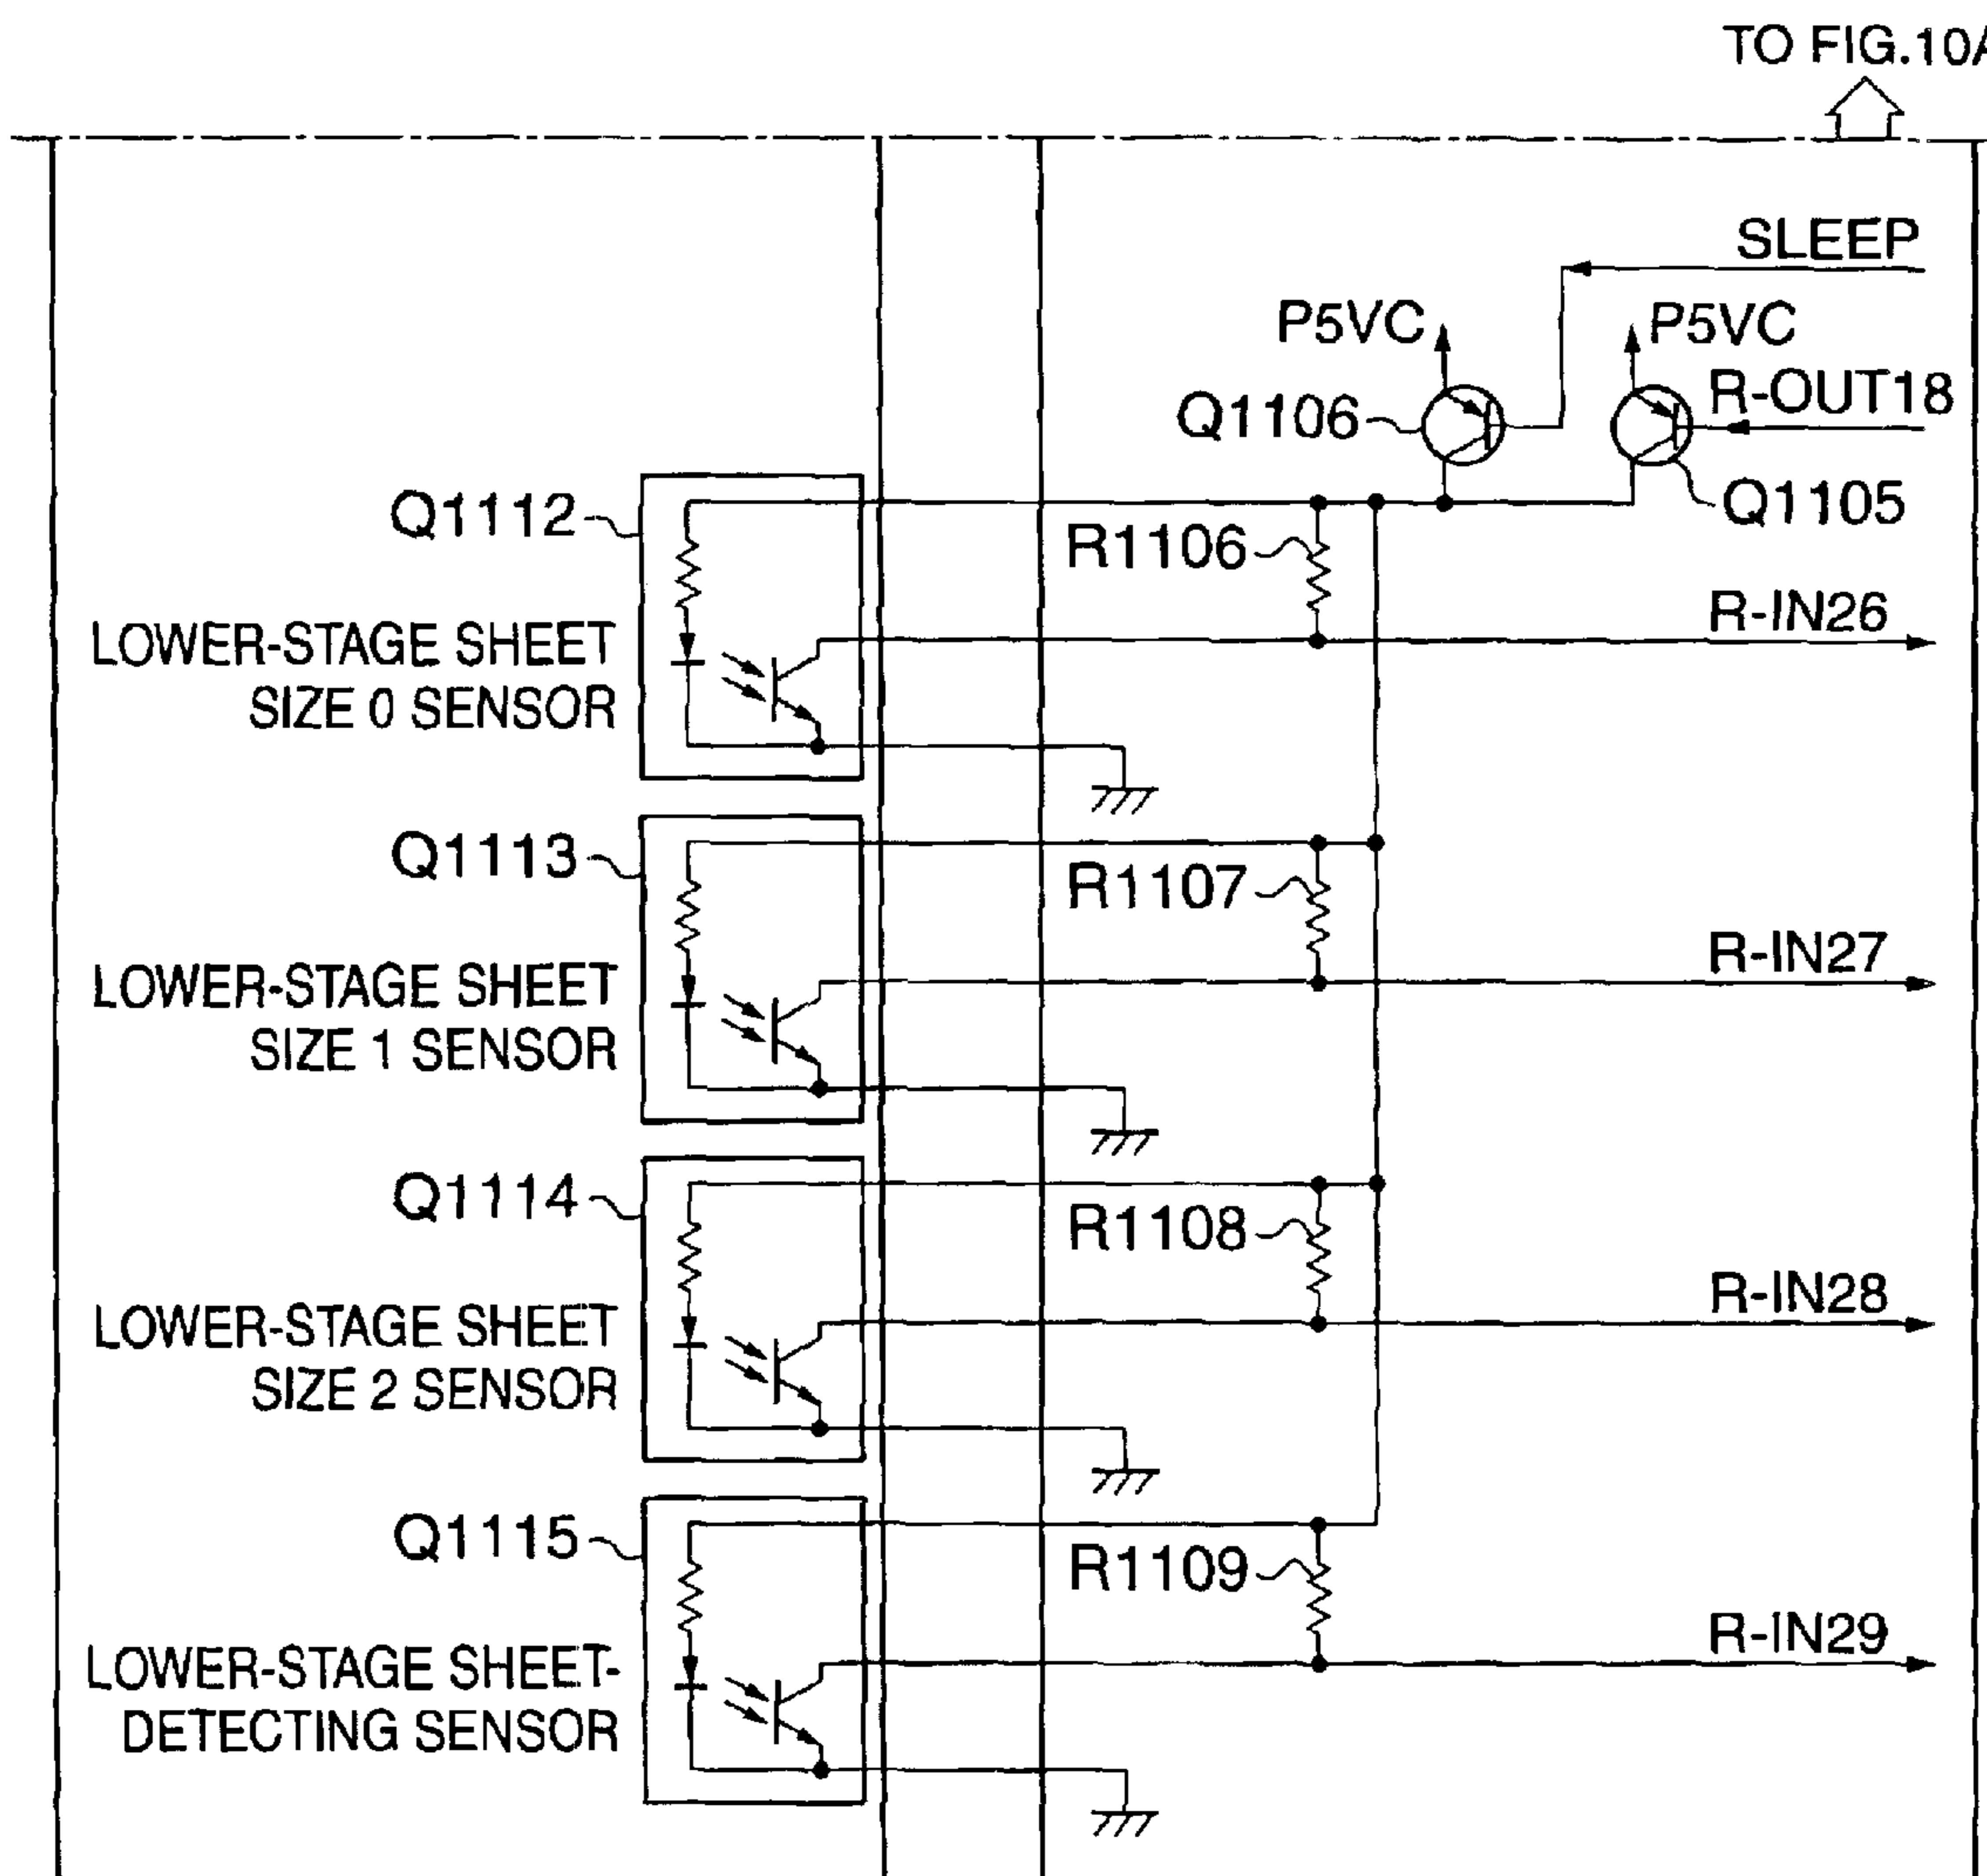 TO FIG.10A
SLEEP
P5VC
P5VC
R-OUT18
Q1106
Q1105
Q1112
R1106
R-IN26
LOWER-STAGE SHEET
SIZE 0 SENSOR
Q1113
R1107
R-IN27
LOWER-STAGE SHEET
SIZE 1 SENSOR
Q1114
R1108
R-IN28
LOWER-STAGE SHEET
SIZE 2 SENSOR
Q1115
R1109
R-IN29
LOWER-STAGE SHEET-
DETECTING SENSOR